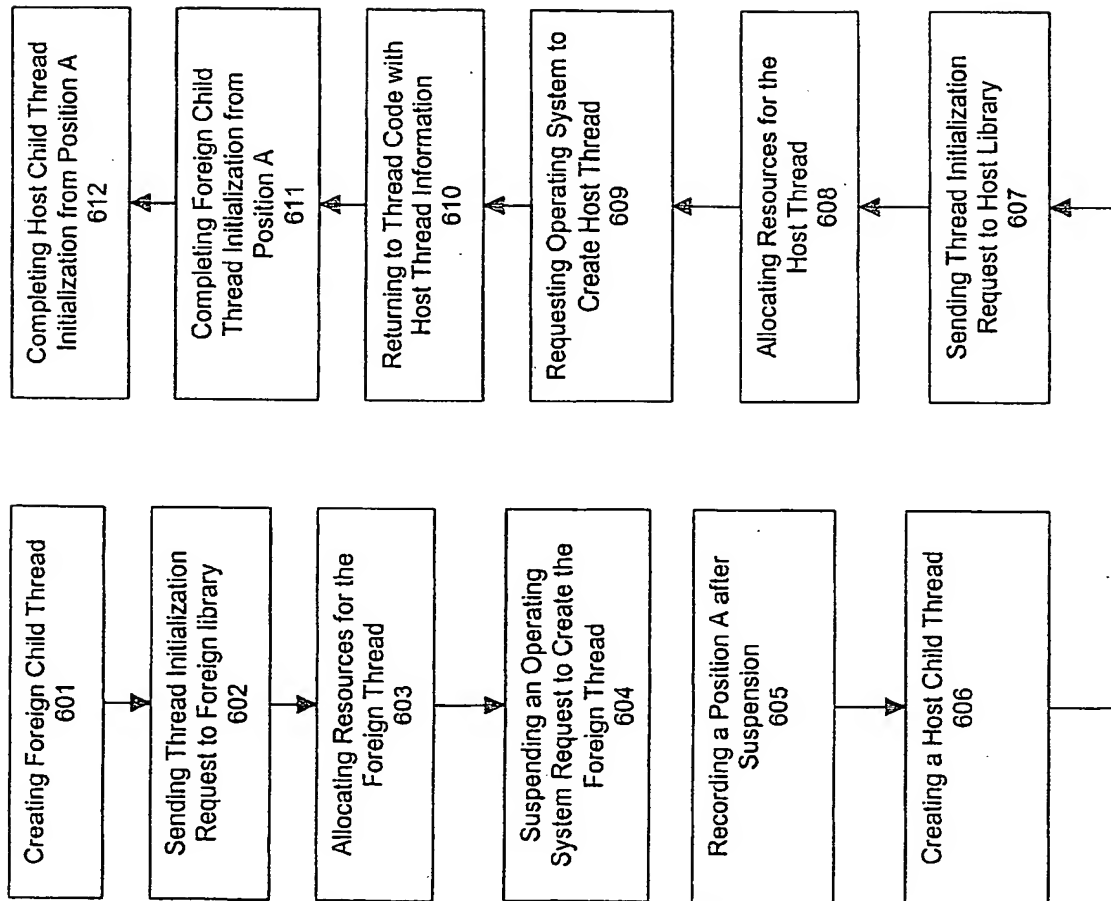 Creating Foreign Child Thread
601
Sending Thread Initialization
Request to Foreign library
602
Allocating Resources for the
Foreign Thread
603
Suspending an Operating
System Request to Create the
Foreign Thread
604
Recording a Position A after
Suspension
605
Creating a Host Child Thread
606
Sending Thread Initialization
Request to Host Library
607
Allocating Resources for the
Host Thread
608
Requesting Operating System to
Create Host Thread
609
Returning to Thread Code with
Host Thread Information
610
Completing Foreign Child
Thread Initialization from
Position A
611
Completing Host Child Thread
Initialization from Position A
612